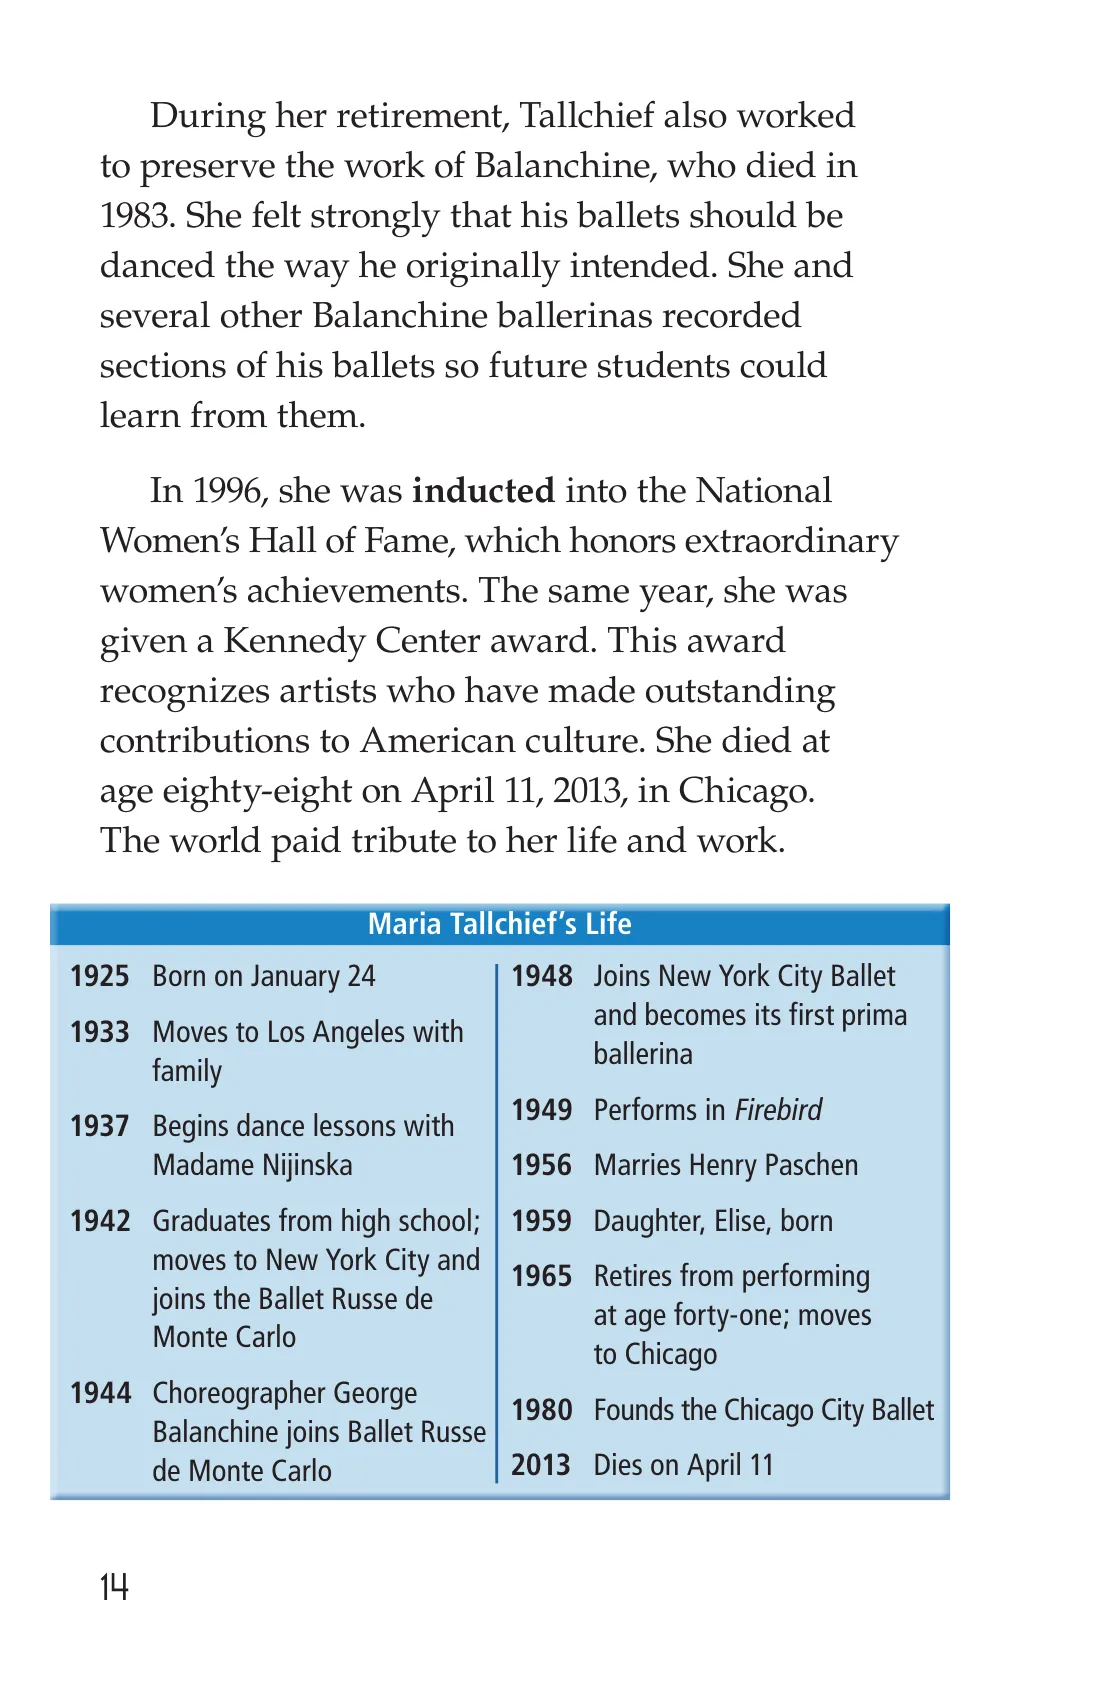 During her retirement, Tallchief also worked
to preserve the work of Balanchine, who died in
1983. She felt strongly that his ballets should be
danced the way he originally intended. She and
several other Balanchine ballerinas recorded
sections of his ballets so future students could
learn from them.
In 1996, she was inducted into the National
Women’s Hall of Fame, which honors extraordinary
women’s achievements. The same year, she was
given a Kennedy Center award. This award
recognizes artists who have made outstanding
contributions to American culture. She died at
age eighty-eight on April 11, 2013, in Chicago.
The world paid tribute to her life and work.
Maria Tallchief’s Life
1925 Born on January 24
1933 Moves to Los Angeles with
family
1937 Begins dance lessons with
Madame Nijinska
1942 Graduates from high school;
moves to New York City and
joins the Ballet Russe de
Monte Carlo
1944 Choreographer George
Balanchine joins Ballet Russe
de Monte Carlo
1948 Joins New York City Ballet
and becomes its first prima
ballerina
1949 Performs in Firebird
1956 Marries Henry Paschen
1959 Daughter, Elise, born
1965 Retires from performing
at age forty-one; moves
to Chicago
1980 Founds the Chicago City Ballet
2013 Dies on April 11
14